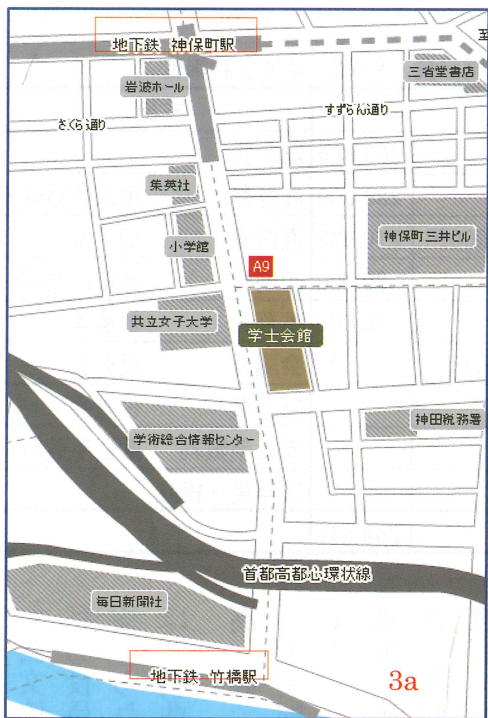 地下鉄 神保町駅
至
三省堂書店
岩波ホール
すずらん通り
さくら通り
集英社
神保町三井ビル
小学館
A9
共立女子大学
学士会館
神田税務署
学術総合情報センター
首都高都心環状線
毎日新聞社
地下鉄 竹橋駅
3a